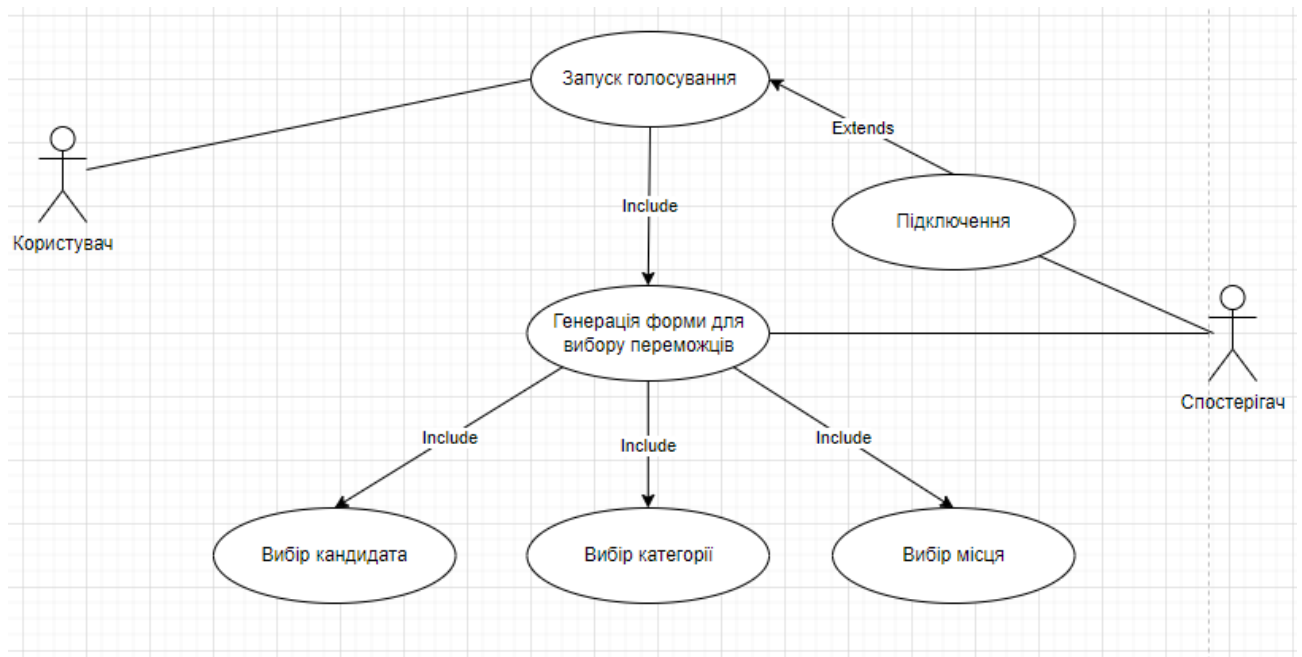 Запуск голосування
Extends
Include
Підключення
Користувач
Генерація форми для
вибору переможців
Спостерігач
Include
Include
Include
Вибір кандидата
Вибір категорії
Вибір місця